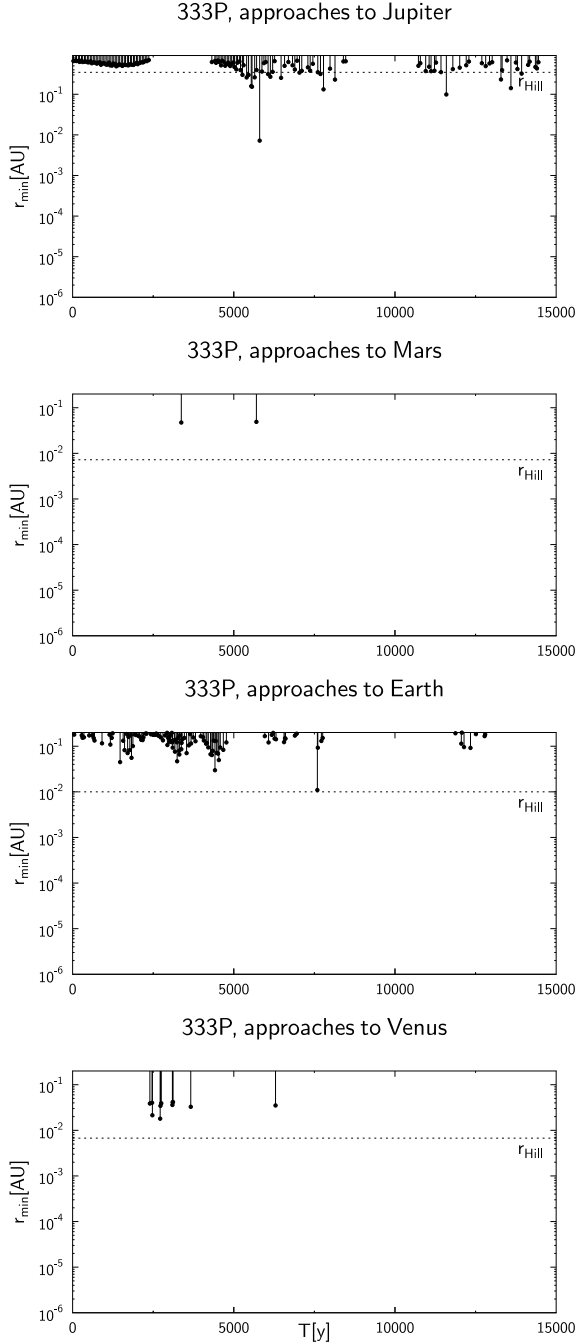 333P, approaches to Jupiter
r_min[AU]
10^-1
10^-2
10^-3
10^-4
10^-5
10^-6
r_Hill
0 5000 10000 15000
333P, approaches to Mars
r_min[AU]
10^-1
10^-2
10^-3
10^-4
10^-5
10^-6
r_Hill
0 5000 10000 15000
333P, approaches to Earth
r_min[AU]
10^-1
10^-2
10^-3
10^-4
10^-5
10^-6
r_Hill
0 5000 10000 15000
333P, approaches to Venus
r_min[AU]
10^-1
10^-2
10^-3
10^-4
10^-5
10^-6
r_Hill
0 5000 10000 15000
T[y]